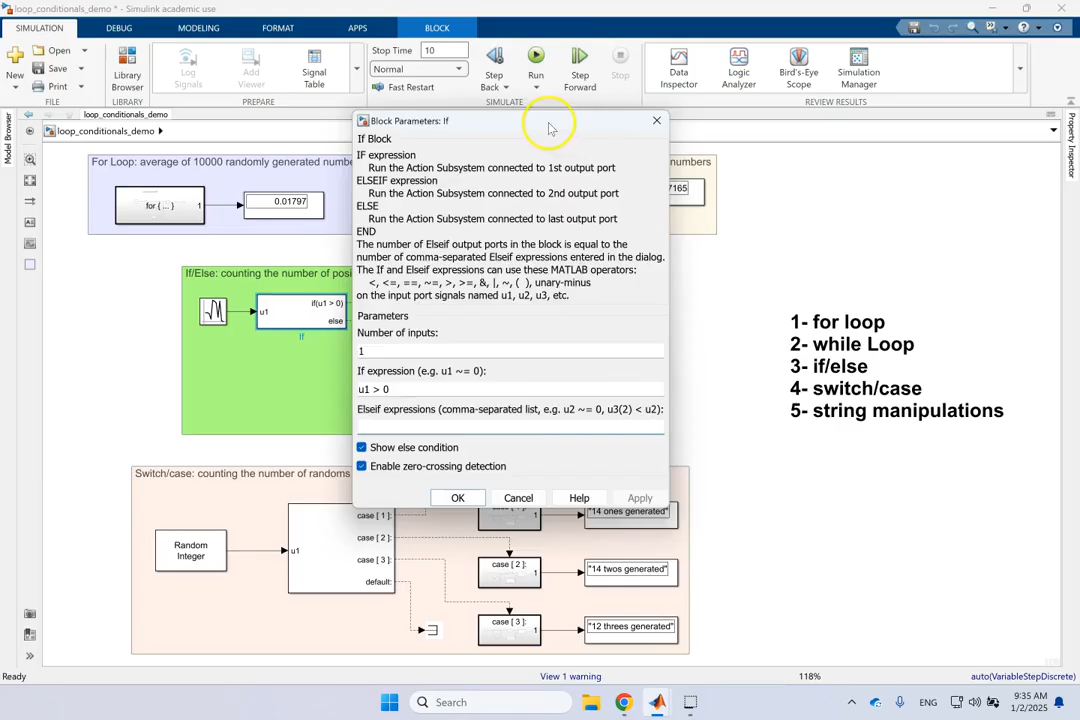 loop_conditionals_demo * - Simulink academic use
SIMULATION
DEBUG
MODELING
FORMAT
APPS
BLOCK
New
Open
Save
Print
FILE
Library
Browser
LIBRARY
Log
Signals
Add
Viewer
Signal
Table
PREPARE
Stop Time 10
Normal
Fast Restart
Step
Back
Run
Step
Forward
Stop
SIMULATE
Data
Inspector
Logic
Analyzer
Bird's-Eye
Scope
Simulation
Manager
REVIEW RESULTS
loop_conditionals_demo
loop_conditionals_demo
Model Browser
Property Inspector
For Loop: average of 10000 randomly generated numbe
numbers
for { ... } 1
0.01797
7165
If/Else: counting the number of posi
u1
if(u1 > 0)
else
If
Block Parameters: If
If Block
IF expression
Run the Action Subsystem connected to 1st output port
ELSEIF expression
Run the Action Subsystem connected to 2nd output port
ELSE
Run the Action Subsystem connected to last output port
END
The number of Elseif output ports in the block is equal to the
number of comma-separated Elseif expressions entered in the dialog.
The If and Elseif expressions can use these MATLAB operators:
<, <=, ==, ~=, >, >=, &, |, ~, ( ), unary-minus
on the input port signals named u1, u2, u3, etc.
Parameters
Number of inputs:
1
If expression (e.g. u1 ~= 0):
u1 > 0
Elseif expressions (comma-separated list, e.g. u2 ~= 0, u3(2) < u2):
Show else condition
Enable zero-crossing detection
OK
Cancel
Help
Apply
1- for loop
2- while Loop
3- if/else
4- switch/case
5- string manipulations
Switch/case: counting the number of randoms
Random
Integer
u1
case [ 1 ]:
case [ 2 ]:
case [ 3 ]:
default:
1
"14 ones generated"
case [ 2 ]:
1
"14 twos generated"
case [ 3 ]:
1
"12 threes generated"
Ready
View 1 warning
118%
auto(VariableStepDiscrete)
Search
ENG
9:35 AM
1/2/2025